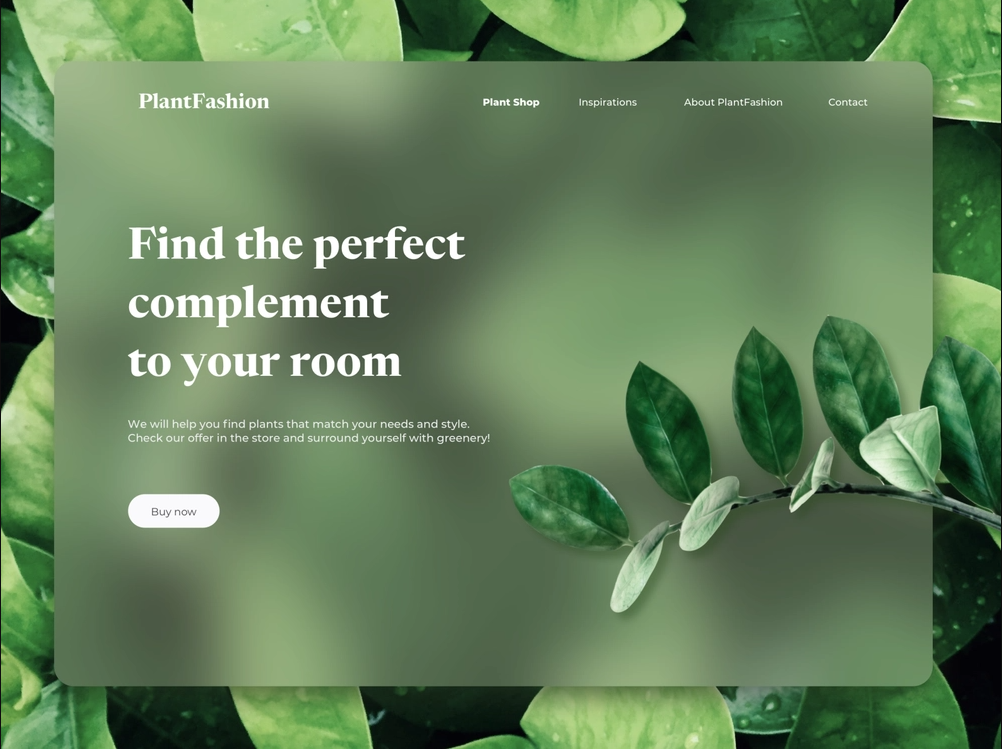 PlantFashion
Plant Shop Inspirations About PlantFashion Contact
Find the perfect
complement
to your room
We will help you find plants that match your needs and style.
Check our offer in the store and surround yourself with greenery!
Buy now